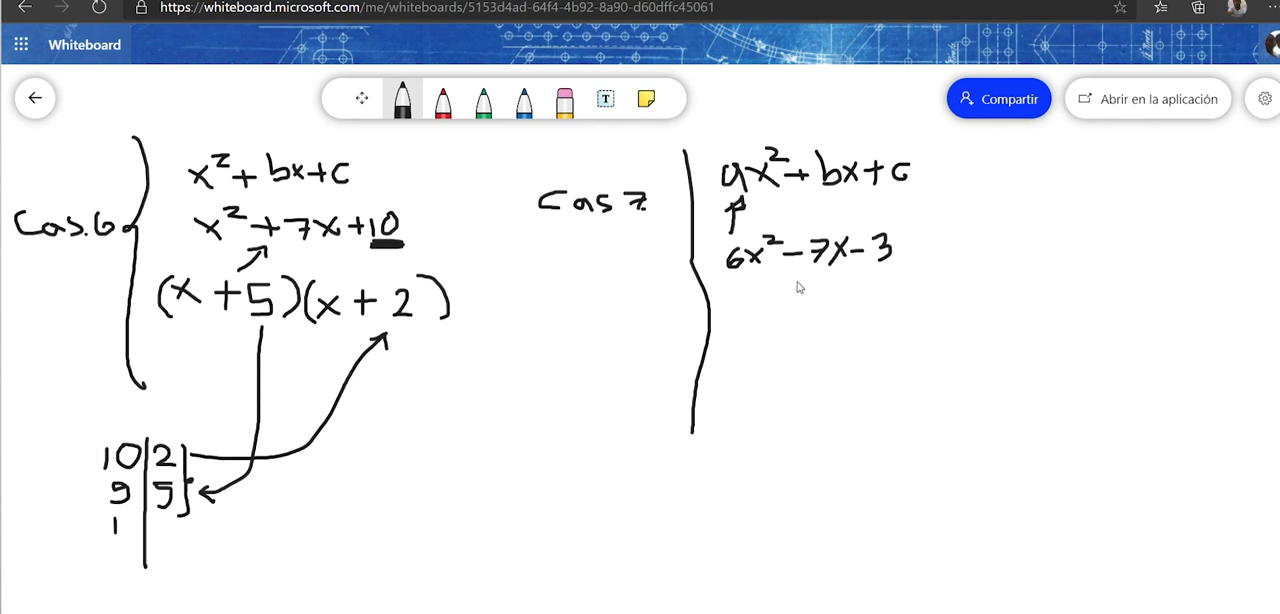 https://whiteboard.microsoft.com/me/whiteboards/5153d4ad-64f4-4b92-8a90-d60dffc45061
Whiteboard
T
Compartir
Abrir en la aplicación
Cas.6
x² + bx+c
x² + 7x+10
(x + 5)(x + 2)
10|2
9|5
1|
Cas 7.
ax² + bx + c
6x² - 7x - 3